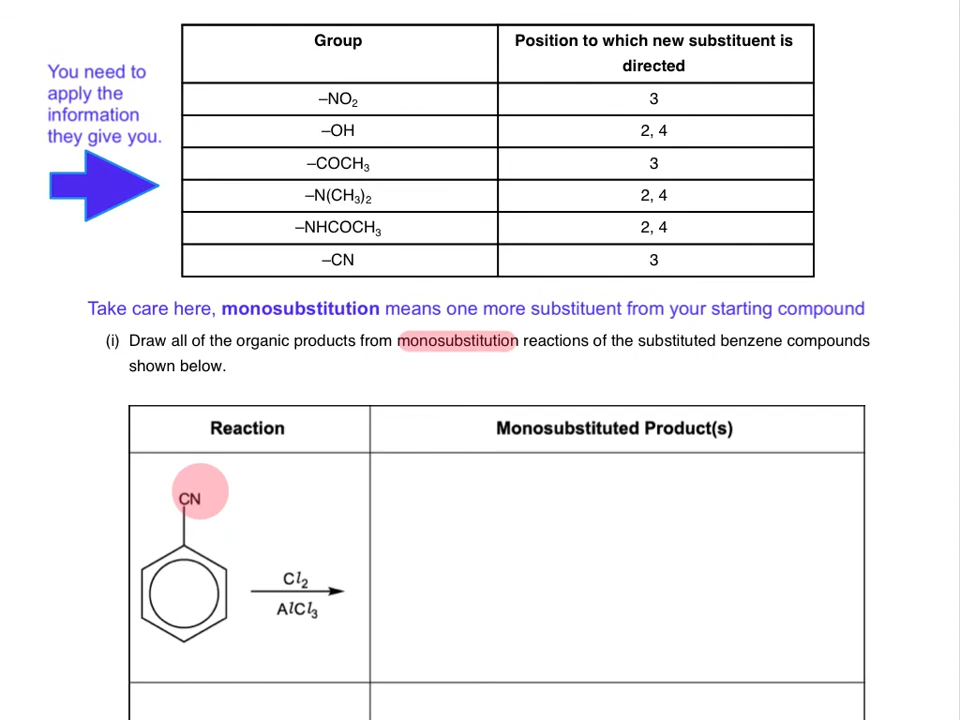 Group
Position to which new substituent is
directed
You need to
apply the
information
they give you.
–NO₂
3
–OH
2, 4
–COCH₃
3
–N(CH₃)₂
2, 4
–NHCOCH₃
2, 4
–CN
3
Take care here, monosubstitution means one more substituent from your starting compound
(i) Draw all of the organic products from monosubstitution reactions of the substituted benzene compounds
shown below.
Reaction
Monosubstituted Product(s)
CN
Cl₂
AlCl₃